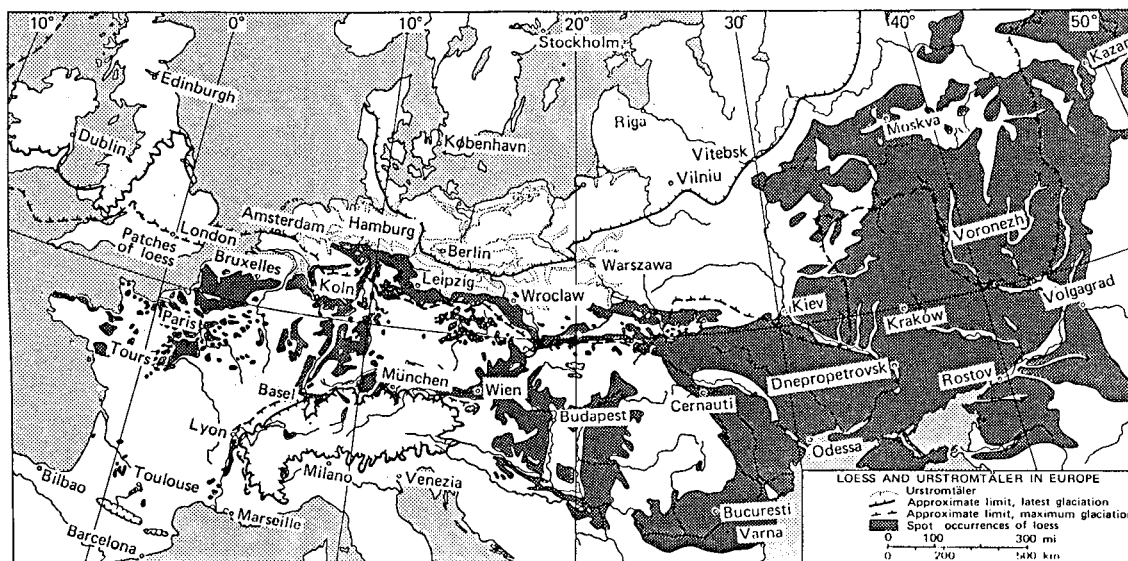 10° 0° 10° 20° 30° 40° 50°
Stockholm
Kazan
Edinburgh
Riga
Moskva
Dublin
København
Vitebsk
Vilniu
Voronezh
London
Amsterdam
Hamburg
Berlin
Patches
of loess
Bruxelles
Warszawa
Koln
Leipzig
Wroclaw
Volgagrad
Paris
Kiev
Kraków
Tours
München
Dnepropetrovsk
Rostov
Basel
Wien
Cernauti
Budapest
Lyon
Odessa
Bilbao
Toulouse
Milano
Venezia
Marseille
Bucuresti
Barcelona
Varna
LOESS AND URSTROMTÄLER IN EUROPE
Urstromtäler
Approximate limit, latest glaciation
Approximate limit, maximum glaciation
Spot occurrences of loess
0 100 300 mi
0 200 500 km